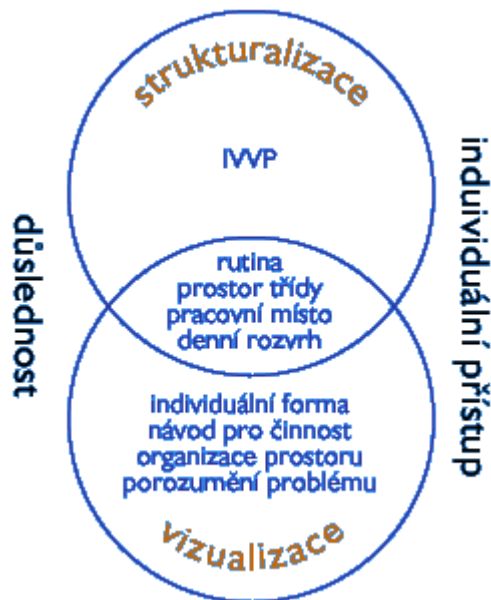 strukturalizace
IVVP
důslednost
induividuální přístup
rutina
prostor třídy
pracovní místo
denní rozvrh
individuální forma
návod pro činnost
organizace prostoru
porozumění problému
vizualizace